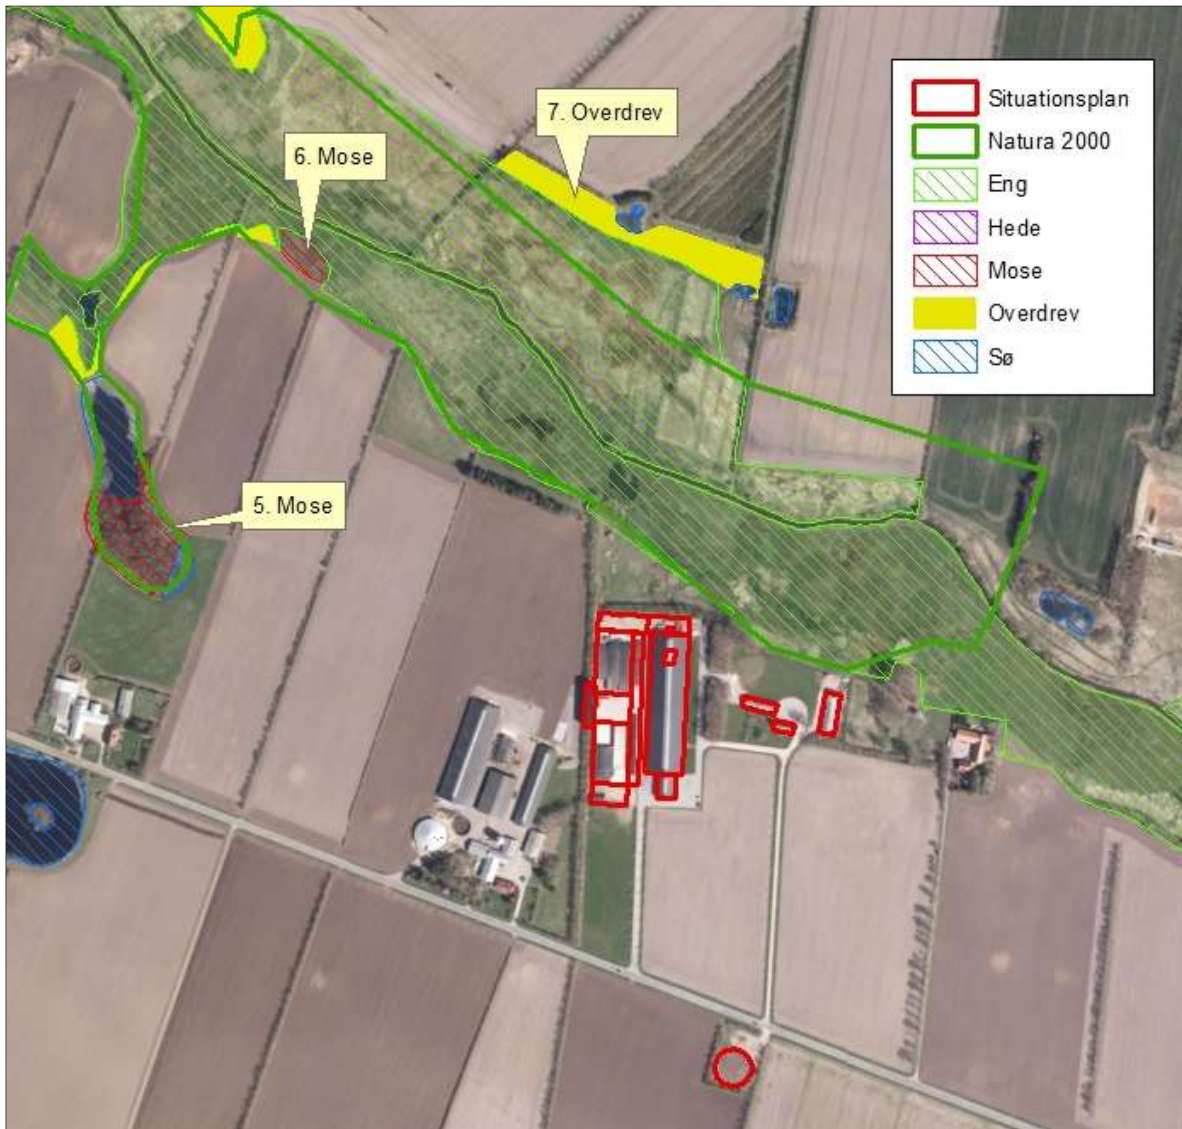 7. Overdrev
6. Mose
5. Mose
Situationsplan
Natura 2000
Eng
Hede
Mose
Overdrev
Sø